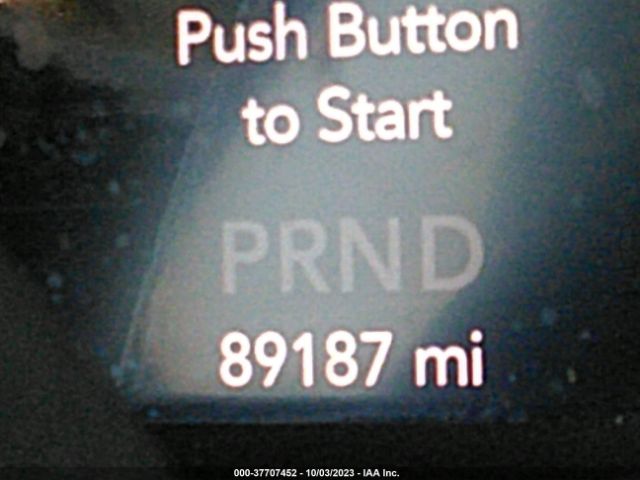 Push Button
to Start
PRND
89187 mi
000-37707452 - 10/03/2023 - IAA Inc.